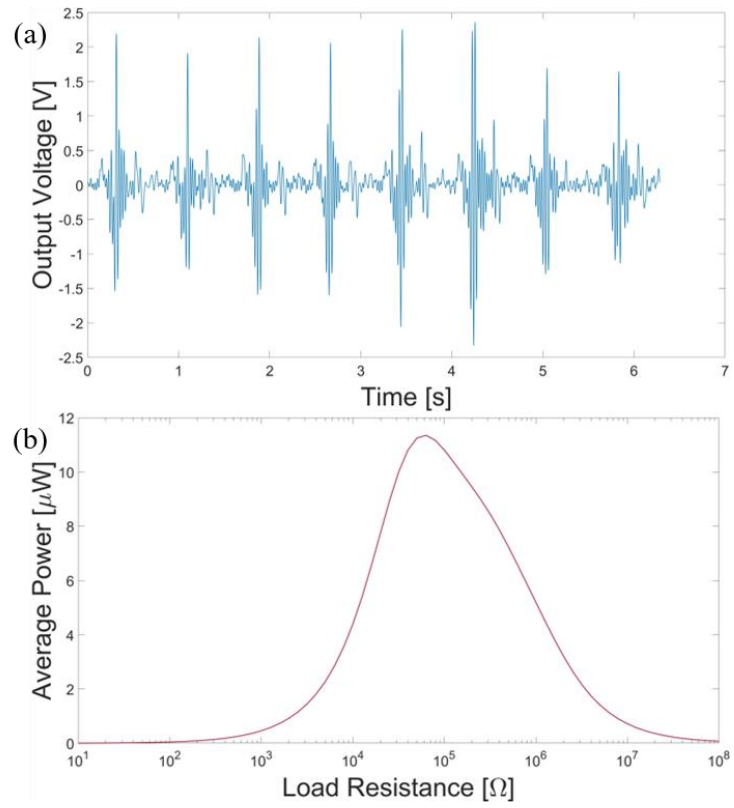 (a)
Output Voltage [V]
2.5
2
1.5
1
0.5
0
-0.5
-1
-1.5
-2
-2.5
0 1 2 3 4 5 6 7
Time [s]
(b)
Average Power [μW]
12
10
8
6
4
2
0
10¹ 10² 10³ 10⁴ 10⁵ 10⁶ 10⁷ 10⁸
Load Resistance [Ω]